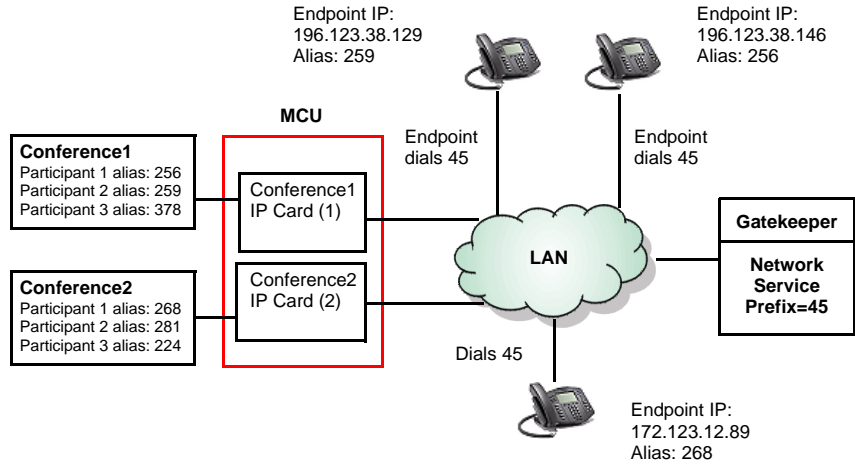 Endpoint IP:
196.123.38.129
Alias: 259
Endpoint IP:
196.123.38.146
Alias: 256
MCU
Endpoint
dials 45
Endpoint
dials 45
Conference1
Participant 1 alias: 256
Participant 2 alias: 259
Participant 3 alias: 378
Conference1
IP Card (1)
Conference2
Participant 1 alias: 268
Participant 2 alias: 281
Participant 3 alias: 224
Conference2
IP Card (2)
LAN
Gatekeeper
Network
Service
Prefix=45
Dials 45
Endpoint IP:
172.123.12.89
Alias: 268